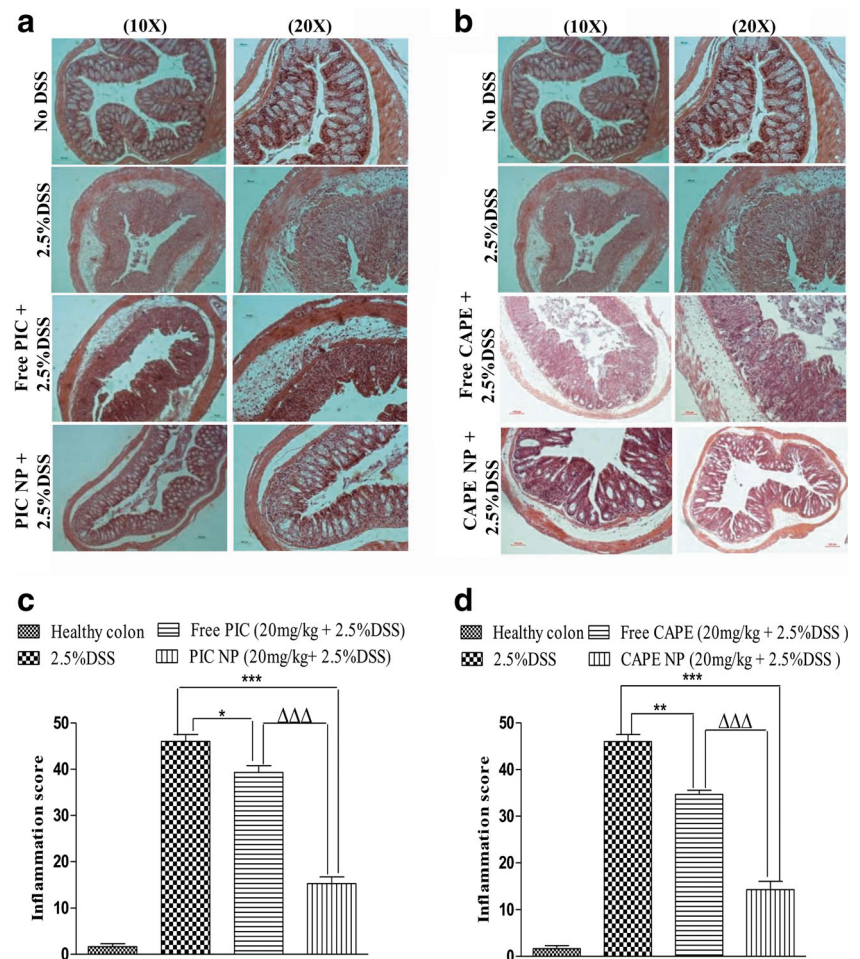 a
(10X)
(20X)
No DSS
2.5%DSS
Free PIC +
2.5%DSS
PIC NP +
2.5%DSS
b
(10X)
(20X)
No DSS
2.5%DSS
Free CAPE +
2.5%DSS
CAPE NP +
2.5%DSS
c
Healthy colon
Free PIC (20mg/kg + 2.5%DSS)
2.5%DSS
PIC NP (20mg/kg+ 2.5%DSS)
***
*
ΔΔΔ
Inflammation score
50
40
30
20
10
0
d
Healthy colon
Free CAPE (20mg/kg + 2.5%DSS )
2.5%DSS
CAPE NP (20mg/kg + 2.5%DSS )
***
**
ΔΔΔ
Inflammation score
50
40
30
20
10
0